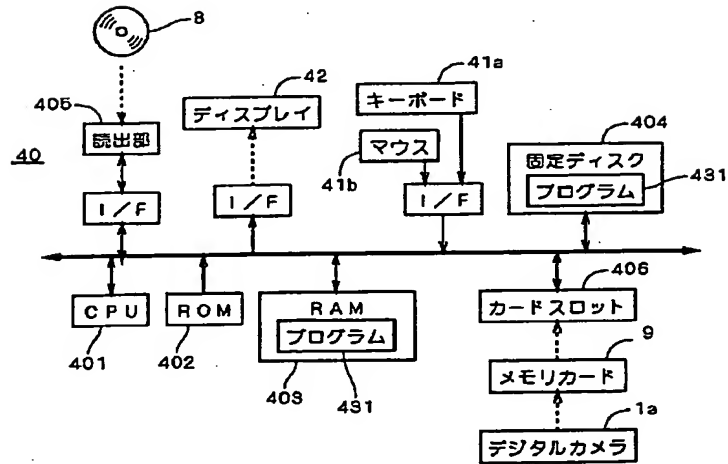 8
405
読出部
40
I/F
42
ディスプレイ
I/F
41a
キーボード
マウス
41b
I/F
404
固定ディスク
プログラム
431
CPU
401
ROM
402
RAM
プログラム
403
431
406
カードスロット
9
メモリカード
1a
デジタルカメラ